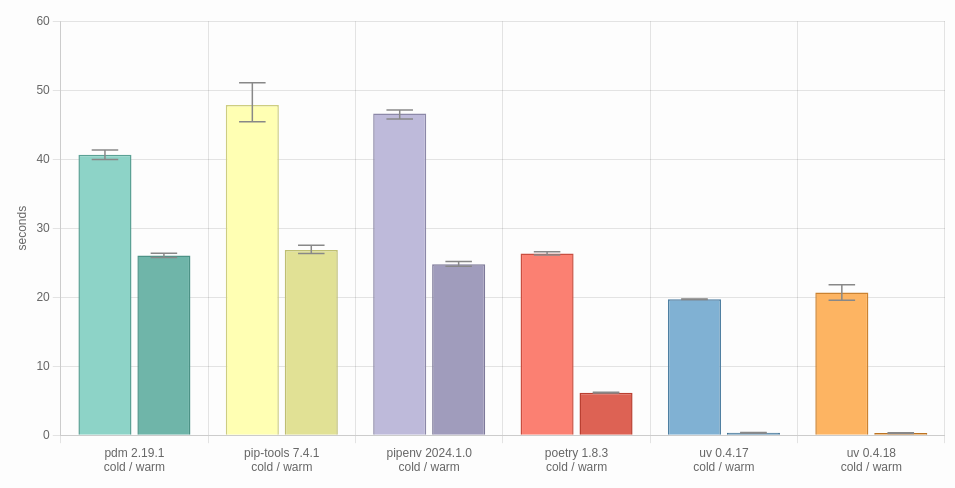 60
50
40
30
20
10
0
seconds
pdm 2.19.1
cold / warm
pip-tools 7.4.1
cold / warm
pipenv 2024.1.0
cold / warm
poetry 1.8.3
cold / warm
uv 0.4.17
cold / warm
uv 0.4.18
cold / warm